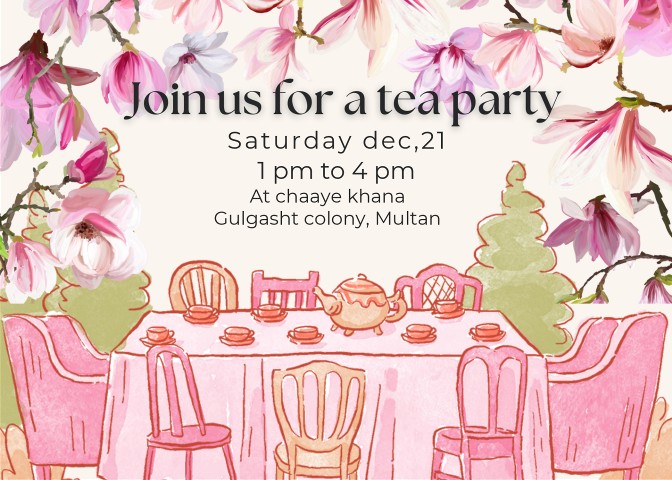 Join us for a tea party
Saturday dec,21
1 pm to 4 pm
At chaaye khana
Gulgasht colony, Multan